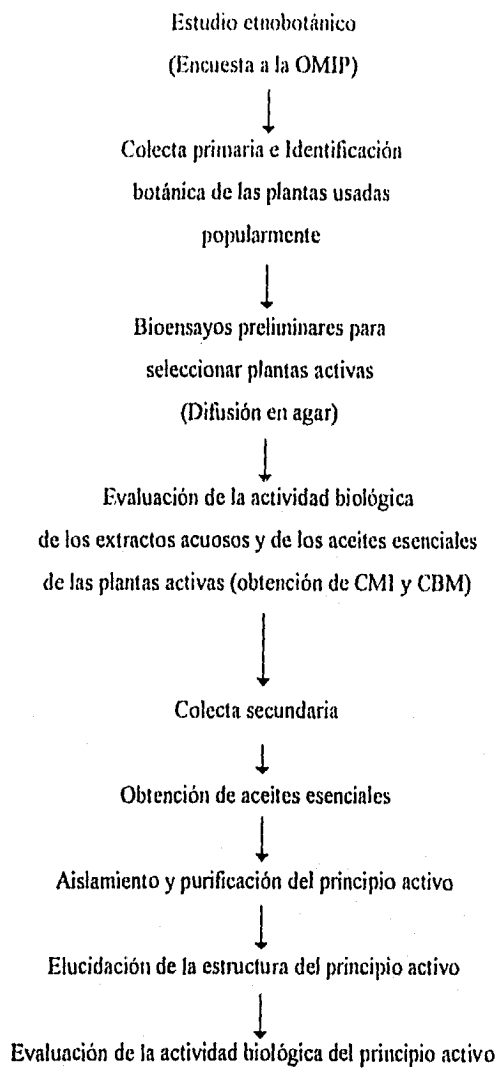 Estudio etnobotánico
(Encuesta a la OMIP)
Colecta primaria e Identificación
botánica de las plantas usadas
popularmente
Bioensayos preliminares para
seleccionar plantas activas
(Difusión en agar)
Evaluación de la actividad biológica
de los extractos acuosos y de los aceites esenciales
de las plantas activas (obtención de CMI y CBM)
Colecta secundaria
Obtención de aceites esenciales
Aislamiento y purificación del principio activo
Elucidación de la estructura del principio activo
Evaluación de la actividad biológica del principio activo